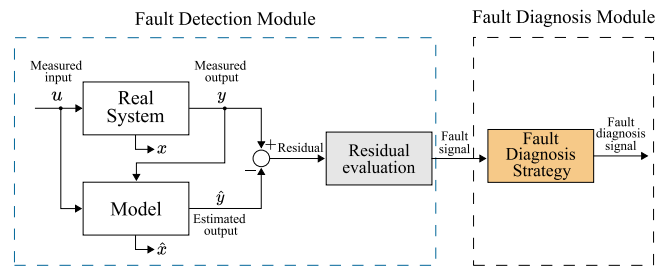 Fault Detection Module
Fault Diagnosis Module
Measured
input
u
Real
System
Measured
output
y
x
Model
ŷ
Estimated
output
x̂
+
−
Residual
Residual
evaluation
Fault
signal
Fault
Diagnosis
Strategy
Fault
diagnosis
signal